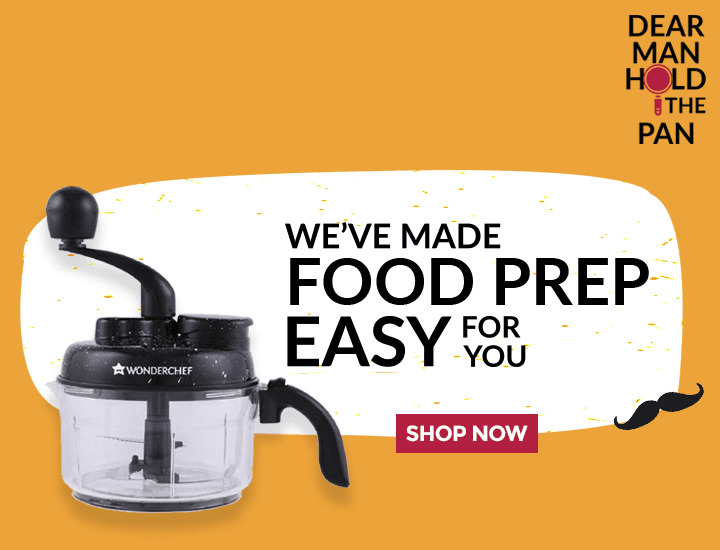 DEAR
MAN
HOLD
THE
PAN
WE'VE MADE
FOOD PREP
EASY FOR
YOU
WONDERCHEF
SHOP NOW